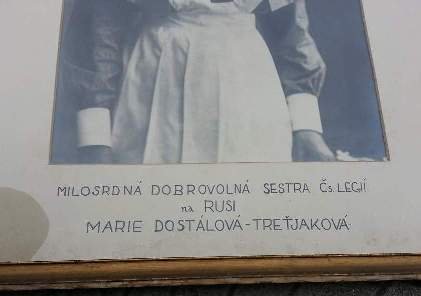 MILOSRDNÁ DOBROVOLNÁ SESTRA ČS. LEGIÍ
na RUSI
MARIE DOSTÁLOVÁ-TREŤJAKOVÁ